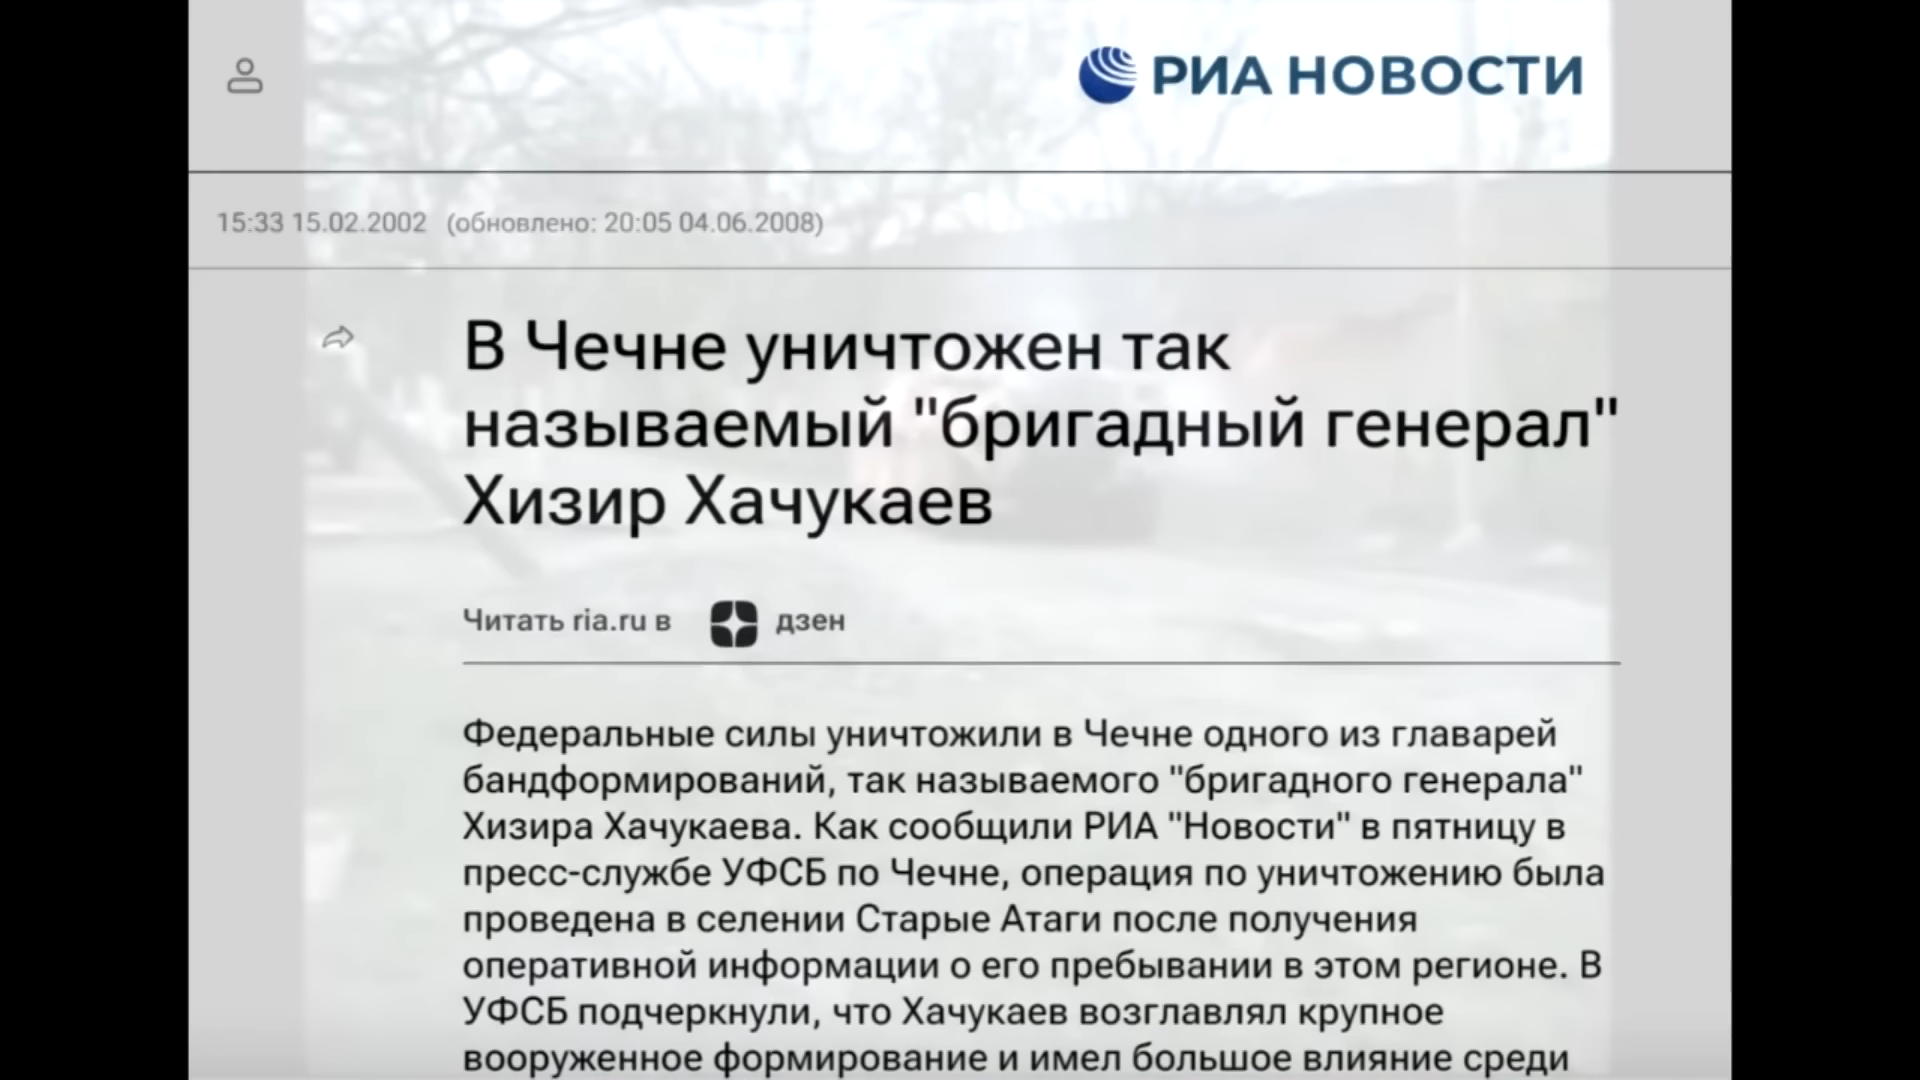 РИА НОВОСТИ
15:33 15.02.2002 (обновлено: 20:05 04.06.2008)
В Чечне уничтожен так
называемый "бригадный генерал"
Хизир Хачукаев
Читать ria.ru в дзен
Федеральные силы уничтожили в Чечне одного из главарей
бандформирований, так называемого "бригадного генерала"
Хизира Хачукаева. Как сообщили РИА "Новости" в пятницу в
пресс-службе УФСБ по Чечне, операция по уничтожению была
проведена в селении Старые Атаги после получения
оперативной информации о его пребывании в этом регионе. В
УФСБ подчеркнули, что Хачукаев возглавлял крупное
вооруженное формирование и имел большое влияние среди